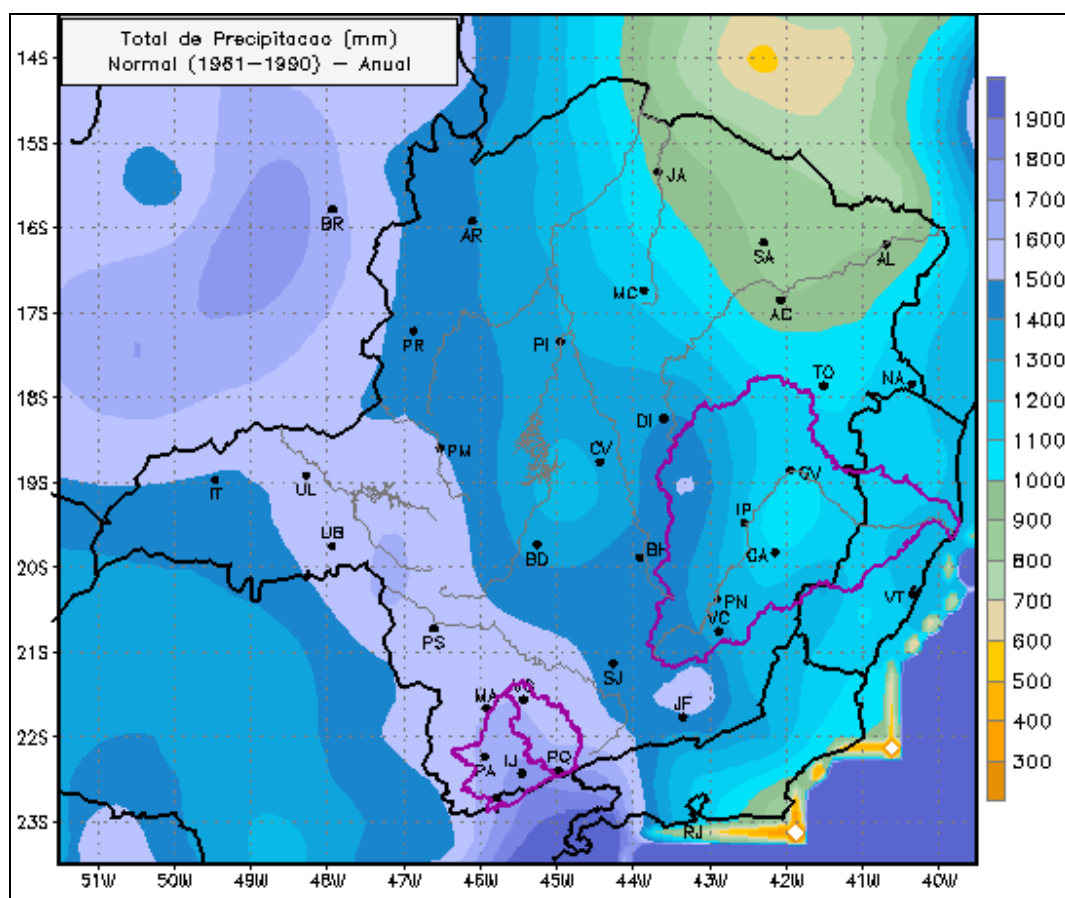 Total de Precipitacao (mm)
Normal (1961-1990) - Anual
14S
15S
16S
17S
18S
19S
20S
21S
22S
23S
51W
50W
49W
48W
47W
46W
45W
44W
43W
42W
41W
40W
1900
1800
1700
1600
1500
1400
1300
1200
1100
1000
900
800
700
600
500
400
300
JA
BR
AR
SA
AL
MC
AC
PR
PI
TO
NA
DI
PM
CV
GV
IT
UL
IP
UB
BD
BH
CA
PN
VT
VC
PS
SJ
MA
JF
PA
IJ
PQ
RJ